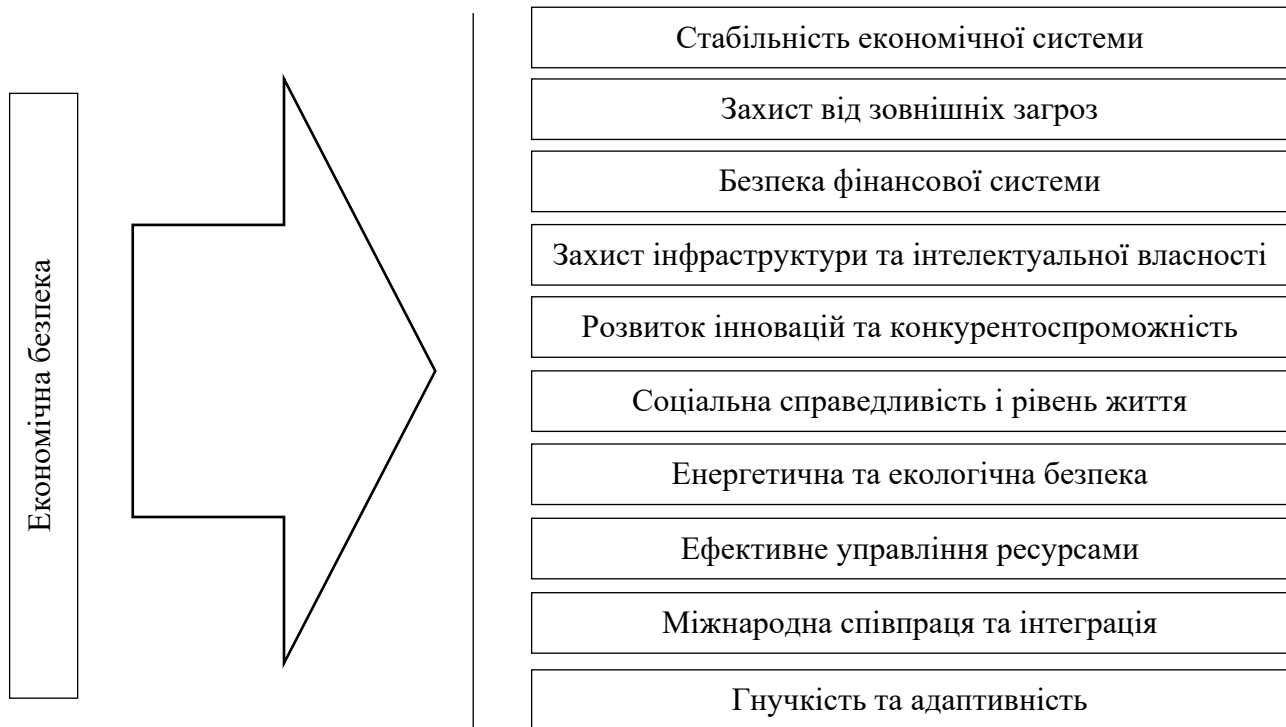 Економічна безпека
Стабільність економічної системи
Захист від зовнішніх загроз
Безпека фінансової системи
Захист інфраструктури та інтелектуальної власності
Розвиток інновацій та конкурентоспроможність
Соціальна справедливість і рівень життя
Енергетична та екологічна безпека
Ефективне управління ресурсами
Міжнародна співпраця та інтеграція
Гнучкість та адаптивність